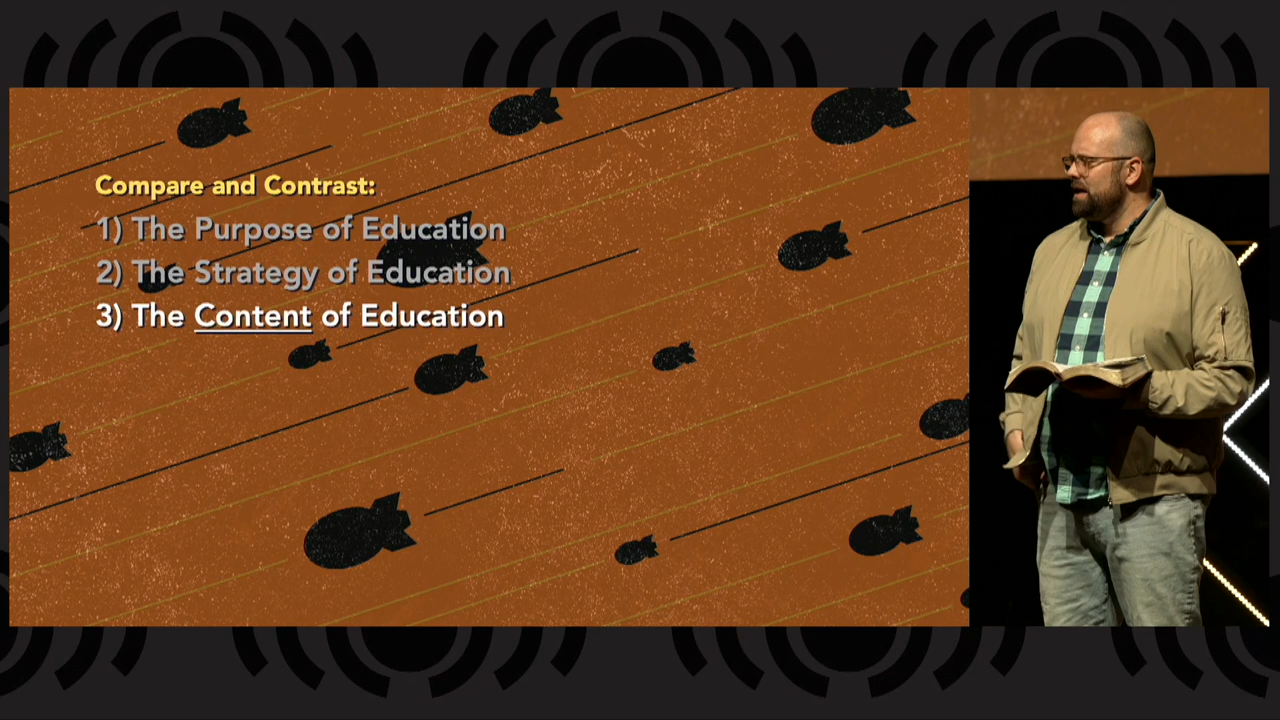 Compare and Contrast:
1) The Purpose of Education
2) The Strategy of Education
3) The Content of Education